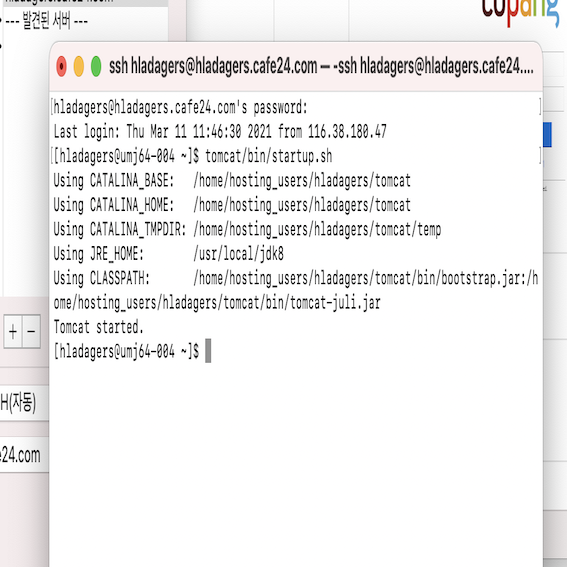 --- 발견된 서버 ---
coupang
ssh hladagers@hladagers.cafe24.com — -ssh hladagers@hladagers.cafe24....
[hladagers@hladagers.cafe24.com's password:
Last login: Thu Mar 11 11:46:30 2021 from 116.38.180.47
[[hladagers@umj64-004 ~]$ tomcat/bin/startup.sh
Using CATALINA_BASE:   /home/hosting_users/hladagers/tomcat
Using CATALINA_HOME:   /home/hosting_users/hladagers/tomcat
Using CATALINA_TMPDIR: /home/hosting_users/hladagers/tomcat/temp
Using JRE_HOME:        /usr/local/jdk8
Using CLASSPATH:       /home/hosting_users/hladagers/tomcat/bin/bootstrap.jar:/h
ome/hosting_users/hladagers/tomcat/bin/tomcat-juli.jar
Tomcat started.
[hladagers@umj64-004 ~]$
+ −
H(자동)
e24.com